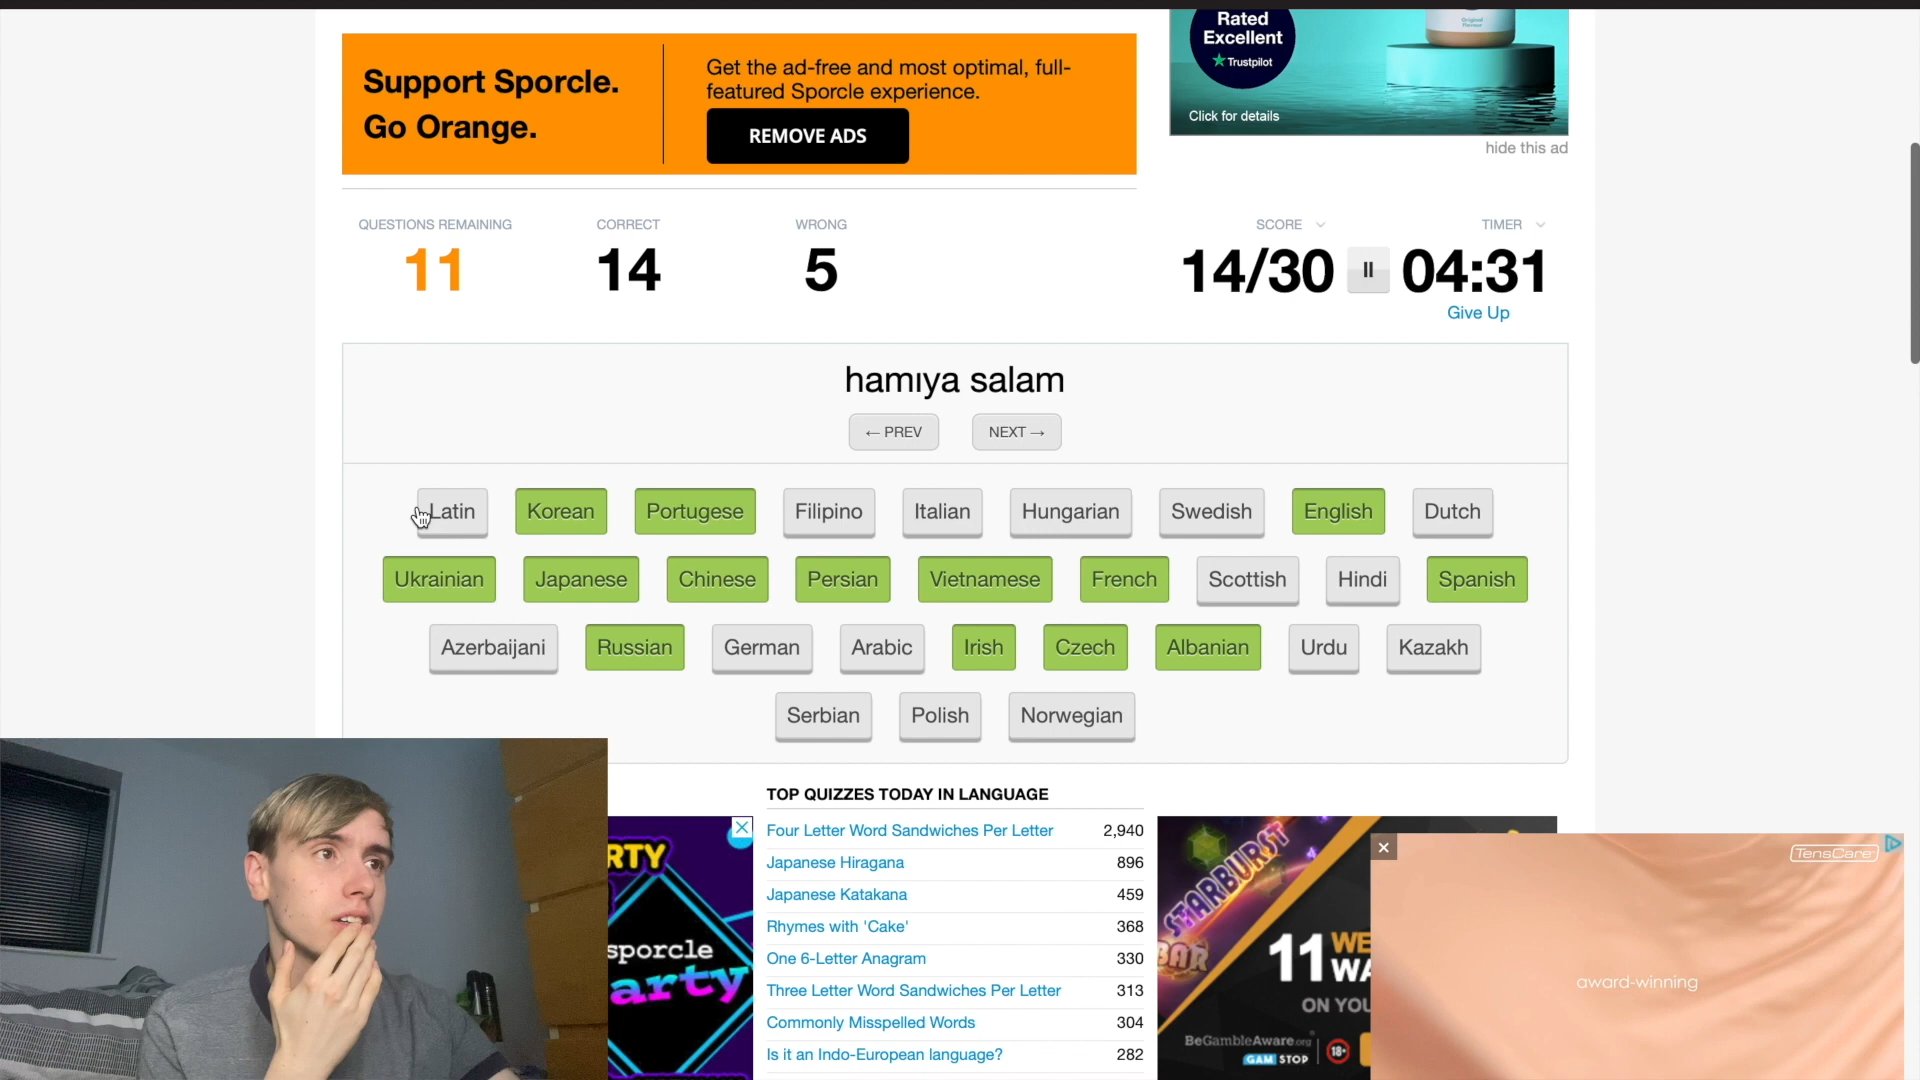 Support Sporcle.
Go Orange.
Get the ad-free and most optimal, full-
featured Sporcle experience.
REMOVE ADS
Rated
Excellent
Trustpilot
Original
Flavour
Click for details
hide this ad
QUESTIONS REMAINING
11
CORRECT
14
WRONG
5
SCORE
14/30
TIMER
04:31
Give Up
hamıya salam
← PREV
NEXT →
Latin Korean Portugese Filipino Italian Hungarian Swedish English Dutch
Ukrainian Japanese Chinese Persian Vietnamese French Scottish Hindi Spanish
Azerbaijani Russian German Arabic Irish Czech Albanian Urdu Kazakh
Serbian Polish Norwegian
TOP QUIZZES TODAY IN LANGUAGE
Four Letter Word Sandwiches Per Letter 2,940
Japanese Hiragana 896
Japanese Katakana 459
Rhymes with 'Cake' 368
One 6-Letter Anagram 330
Three Letter Word Sandwiches Per Letter 313
Commonly Misspelled Words 304
Is it an Indo-European language? 282
RTY
sporcle
arty
STARBURST
BAR
11 WE
WA
ON YOU
BeGambleAware.org
GAMSTOP
18+
TensCare
award-winning